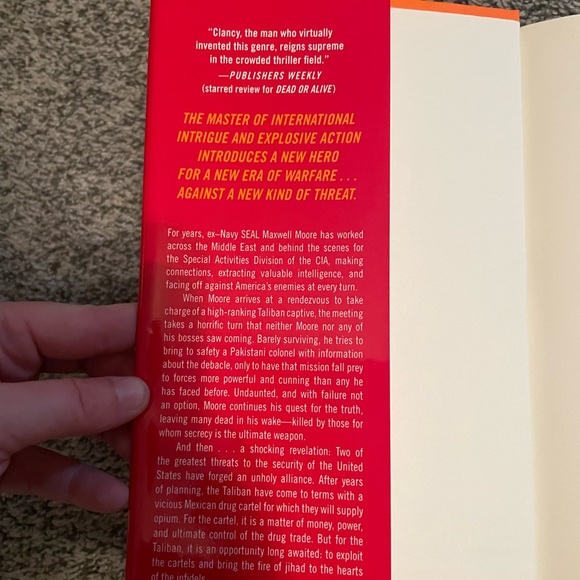 “Clancy, the man who virtually
invented this genre, reigns supreme
in the crowded thriller field.”
—PUBLISHERS WEEKLY
(starred review for DEAD OR ALIVE)
THE MASTER OF INTERNATIONAL
INTRIGUE AND EXPLOSIVE ACTION
INTRODUCES A NEW HERO
FOR A NEW ERA OF WARFARE . . .
AGAINST A NEW KIND OF THREAT.
For years, ex–Navy SEAL Maxwell Moore has worked
across the Middle East and behind the scenes for
the Special Activities Division of the CIA, making
connections, extracting valuable intelligence, and
facing off against America’s enemies at every turn.
When Moore arrives at a rendezvous to take
charge of a high-ranking Taliban captive, the meeting
takes a horrific turn that neither Moore nor any of
his bosses saw coming. Barely surviving, he tries to
bring to safety a Pakistani colonel with information
about the debacle, only to have that mission fall prey
to forces more powerful and cunning than any he
has faced before. Undaunted, and with failure not
an option, Moore continues his quest for the truth,
leaving many dead in his wake—killed by those for
whom secrecy is the ultimate weapon.
And then . . . a shocking revelation: Two of
the greatest threats to the security of the United
States have forged an unholy alliance. After years
of planning, the Taliban have come to terms with a
vicious Mexican drug cartel for which they will supply
opium. For the cartel, it is a matter of money, power,
and ultimate control of the drug trade. But for the
Taliban, it is an opportunity long awaited: to exploit
the cartels and bring the fire of jihad to the hearts
of the infidels